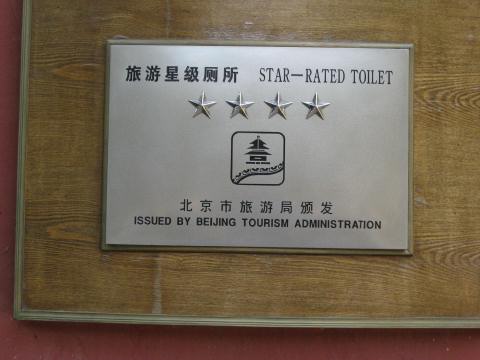 旅游星级厕所 STAR—RATED TOILET
北京市旅游局颁发
ISSUED BY BEIJING TOURISM ADMINISTRATION